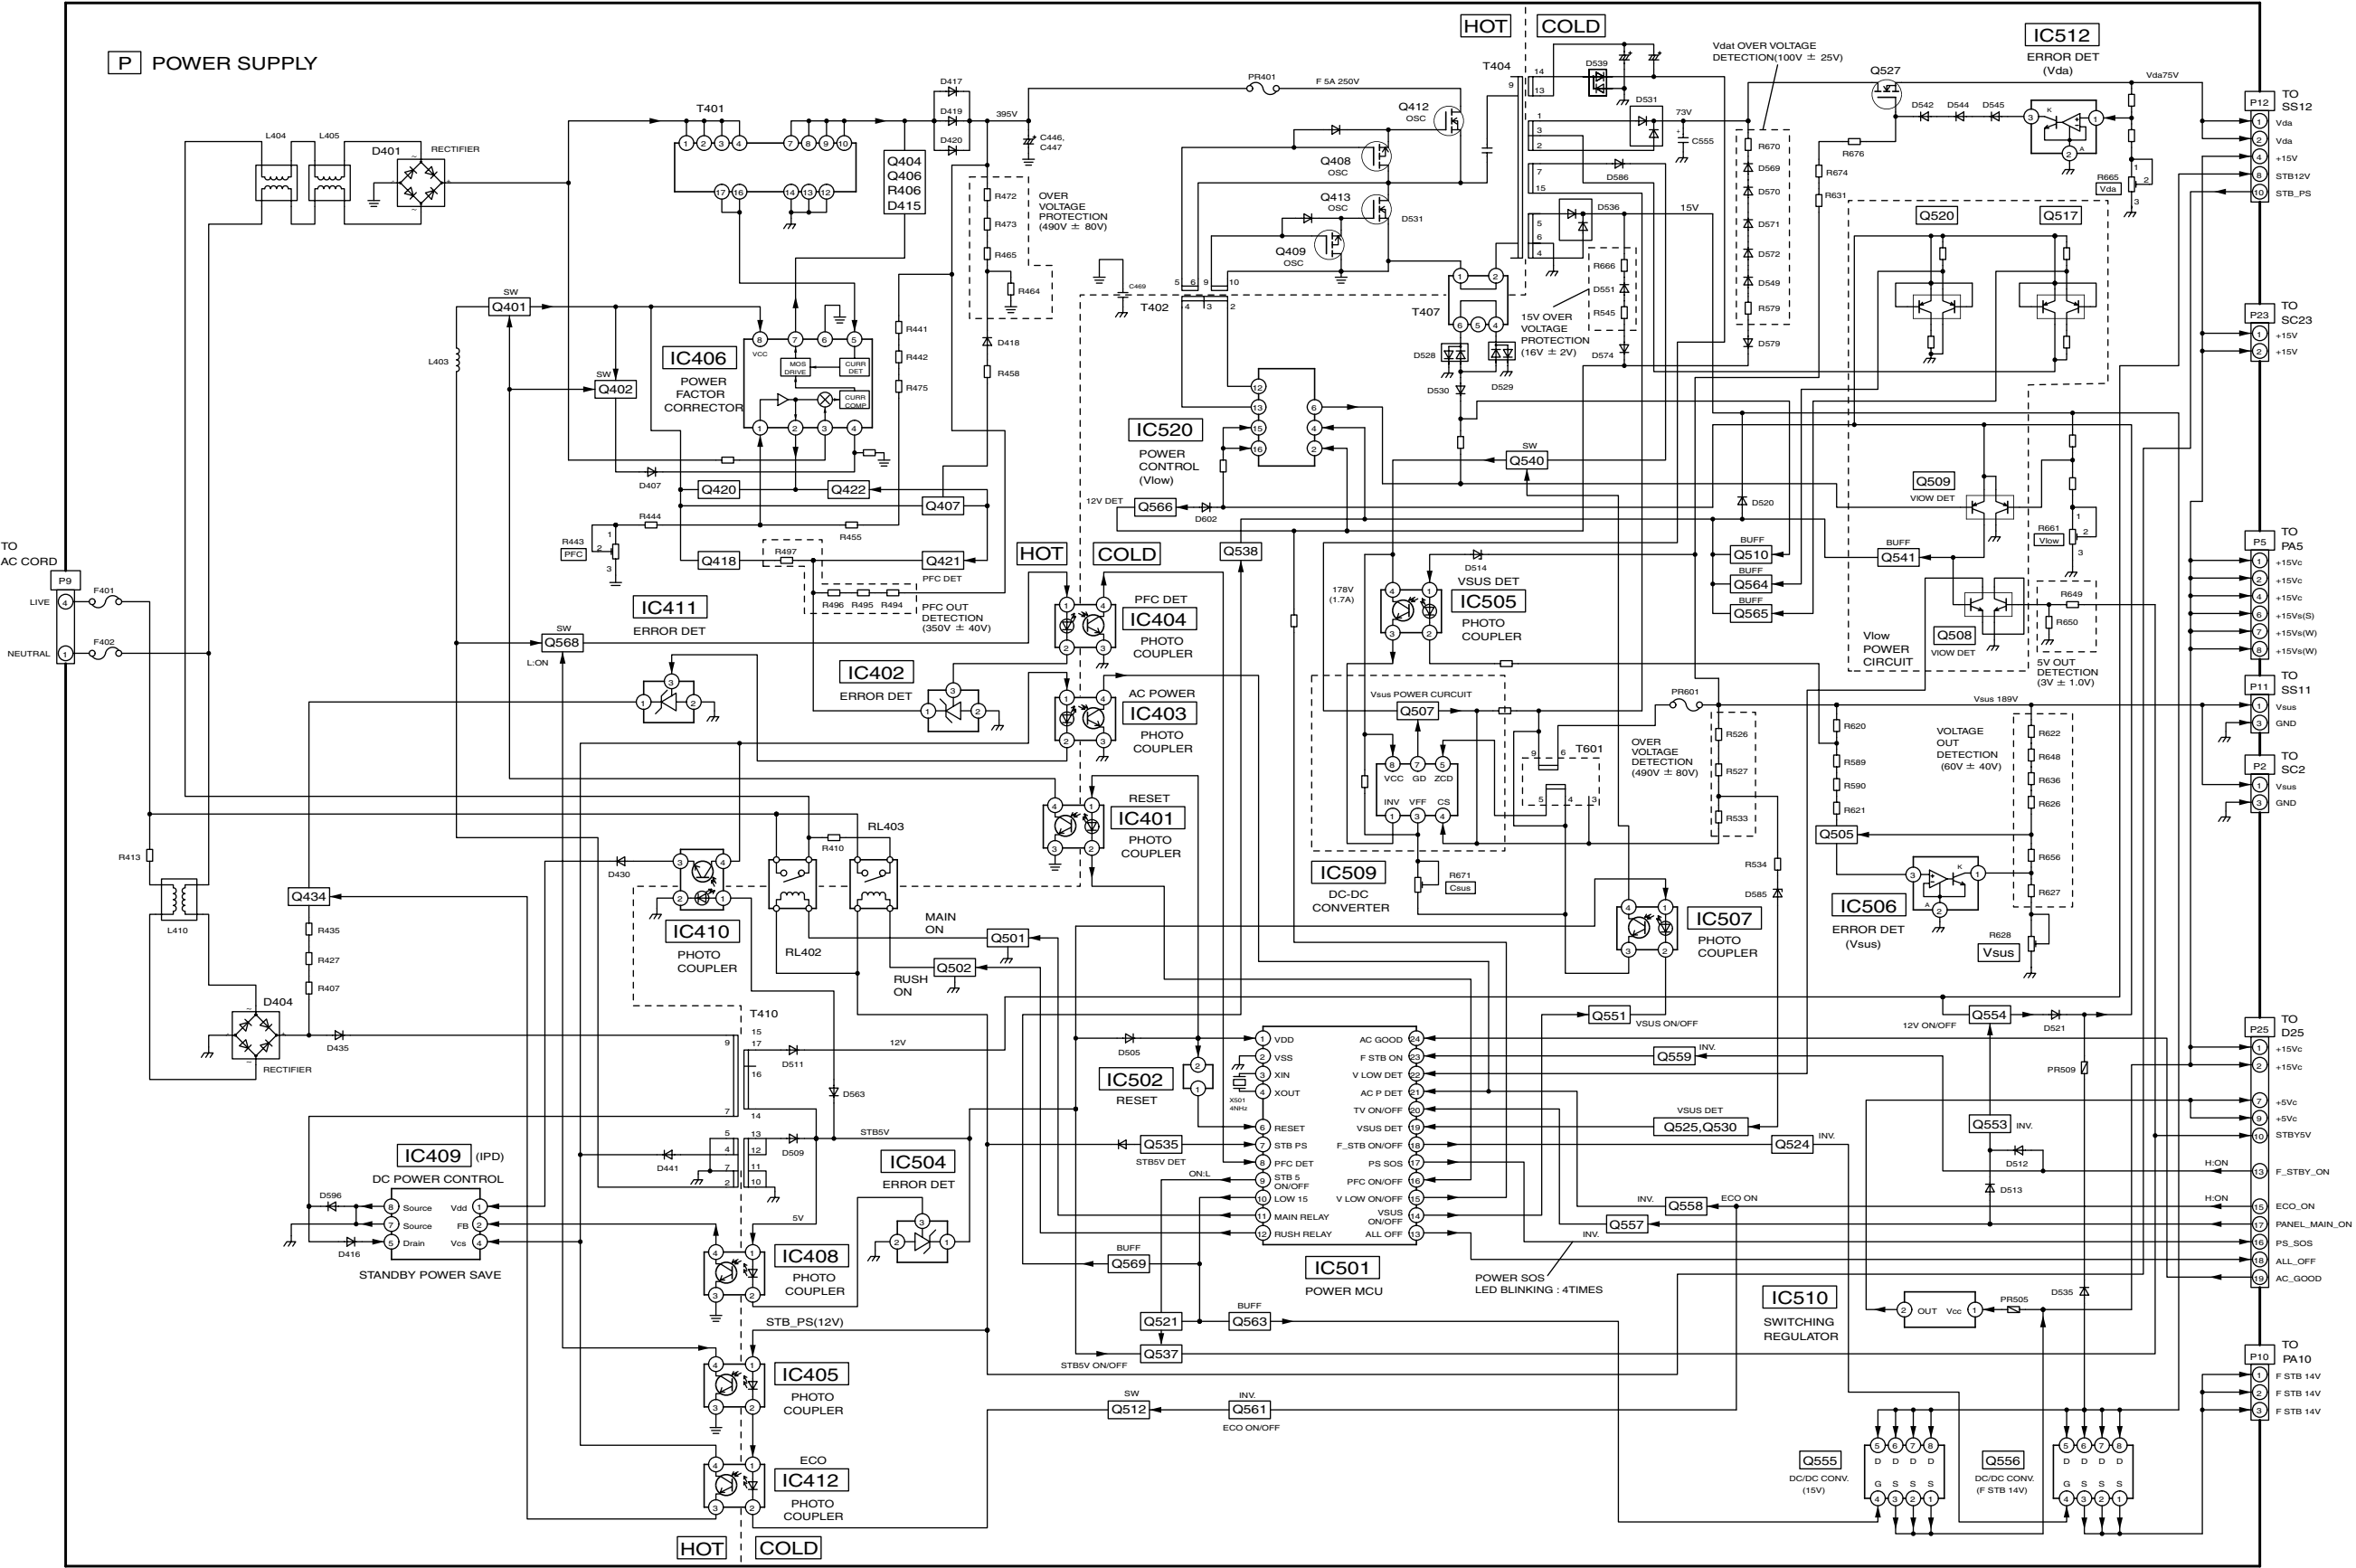 P POWER SUPPLY
HOT
COLD
IC512
ERROR DET
(Vda)
Vdat OVER VOLTAGE
DETECTION(100V ± 25V)
Q527
Vda75V
T404
D539
D531
73V
C555
D542
D544
D545
R676
R674
R631
R665
Vda
TO
SS12
P12
Vda
Vda
+15V
STB12V
STB_PS
L404
L405
D401
RECTIFIER
T401
D417
D419
D420
395V
C446,
C447
PR401
F 5A 250V
Q412
OSC
Q408
OSC
Q413
OSC
D531
Q409
OSC
Q404
Q406
R406
D415
R472
R473
R465
R464
OVER
VOLTAGE
PROTECTION
(490V ± 80V)
D586
D536
15V
R670
D569
D570
D571
D572
D549
R579
D579
R666
D551
R545
D574
15V OVER
VOLTAGE
PROTECTION
(16V ± 2V)
Q520
Q517
TO
SC23
P23
+15V
+15V
C469
T402
T407
D528
D530
D529
SW
Q401
L403
SW
Q402
IC406
POWER
FACTOR
CORRECTOR
VCC
MOS
DRIVE
CURR
DET
CURR
COMP
R441
R442
R475
D418
R458
D407
Q420
Q422
Q407
R444
R455
R443
PFC
Q418
R497
Q421
PFC DET
R496
R495
R494
PFC OUT
DETECTION
(350V ± 40V)
IC520
POWER
CONTROL
(Vlow)
12V DET
Q566
D602
Q538
SW
Q540
D520
BUFF
Q510
BUFF
Q564
BUFF
Q565
Q509
VIOW DET
BUFF
Q541
R661
Vlow
Vlow
POWER
CIRCUIT
Q508
VIOW DET
R649
R650
5V OUT
DETECTION
(3V ± 1.0V)
TO
PA5
P5
+15Vc
+15Vc
+15Vc
+15Vs(S)
+15Vs(W)
+15Vs(W)
TO
AC CORD
P9
LIVE
F401
NEUTRAL
F402
HOT
COLD
IC411
ERROR DET
SW
Q568
L:ON
IC402
ERROR DET
PFC DET
IC404
PHOTO
COUPLER
AC POWER
IC403
PHOTO
COUPLER
178V
(1.7A)
D514
VSUS DET
IC505
PHOTO
COUPLER
Vsus POWER CURCUIT
Q507
VCC GD ZCD
INV VFF CS
PR601
T601
OVER
VOLTAGE
DETECTION
(490V ± 80V)
R526
R527
R533
Vsus 189V
R620
R589
R590
R621
VOLTAGE
OUT
DETECTION
(60V ± 40V)
R622
R648
R636
R626
R656
R627
R628
Vsus
TO
SS11
P11
Vsus
GND
TO
SC2
P2
Vsus
GND
RESET
IC401
PHOTO
COUPLER
IC509
DC-DC
CONVERTER
R671
Csus
R534
D585
Q505
IC506
ERROR DET
(Vsus)
IC507
PHOTO
COUPLER
R413
L410
RL403
R410
D430
Q434
R435
R427
R407
IC410
PHOTO
COUPLER
RL402
MAIN
ON
Q501
RUSH
ON
Q502
D404
RECTIFIER
D435
T410
D511
12V
D563
D505
IC502
RESET
X501
4NHz
VDD
VSS
XIN
XOUT
RESET
STB PS
PFC DET
STB 5
ON/OFF
LOW 15
MAIN RELAY
RUSH RELAY
AC GOOD
F STB ON
V LOW DET
AC P DET
TV ON/OFF
VSUS DET
F_STB ON/OFF
PS SOS
PFC ON/OFF
V LOW ON/OFF
VSUS
ON/OFF
ALL OFF
IC501
POWER MCU
Q551
VSUS ON/OFF
Q559
INV.
12V ON/OFF
Q554
D521
PR509
VSUS DET
Q525,Q530
Q524
INV.
Q553
INV.
D512
D513
ECO ON
INV.
Q558
Q557
INV.
POWER SOS
LED BLINKING : 4TIMES
TO
D25
P25
+15Vc
+15Vc
+5Vc
+5Vc
STBY5V
H:ON
F_STBY_ON
H:ON
ECO_ON
PANEL_MAIN_ON
PS_SOS
ALL_OFF
AC_GOOD
IC409 (IPD)
DC POWER CONTROL
D596
D416
Source
Source
Drain
Vdd
FB
Vcs
STANDBY POWER SAVE
D441
D509
STB5V
IC504
ERROR DET
5V
IC408
PHOTO
COUPLER
Q535
STB5V DET
ON:L
BUFF
Q569
Q521
BUFF
Q563
Q537
STB5V ON/OFF
STB_PS(12V)
IC405
PHOTO
COUPLER
SW
Q512
INV.
Q561
ECO ON/OFF
ECO
IC412
PHOTO
COUPLER
IC510
SWITCHING
REGULATOR
OUT Vcc
PR505
D535
TO
PA10
P10
F STB 14V
F STB 14V
F STB 14V
Q555
DC/DC CONV.
(15V)
D D D D
G S S S
Q556
DC/DC CONV.
(F STB 14V)
D D D D
G S S S
HOT
COLD